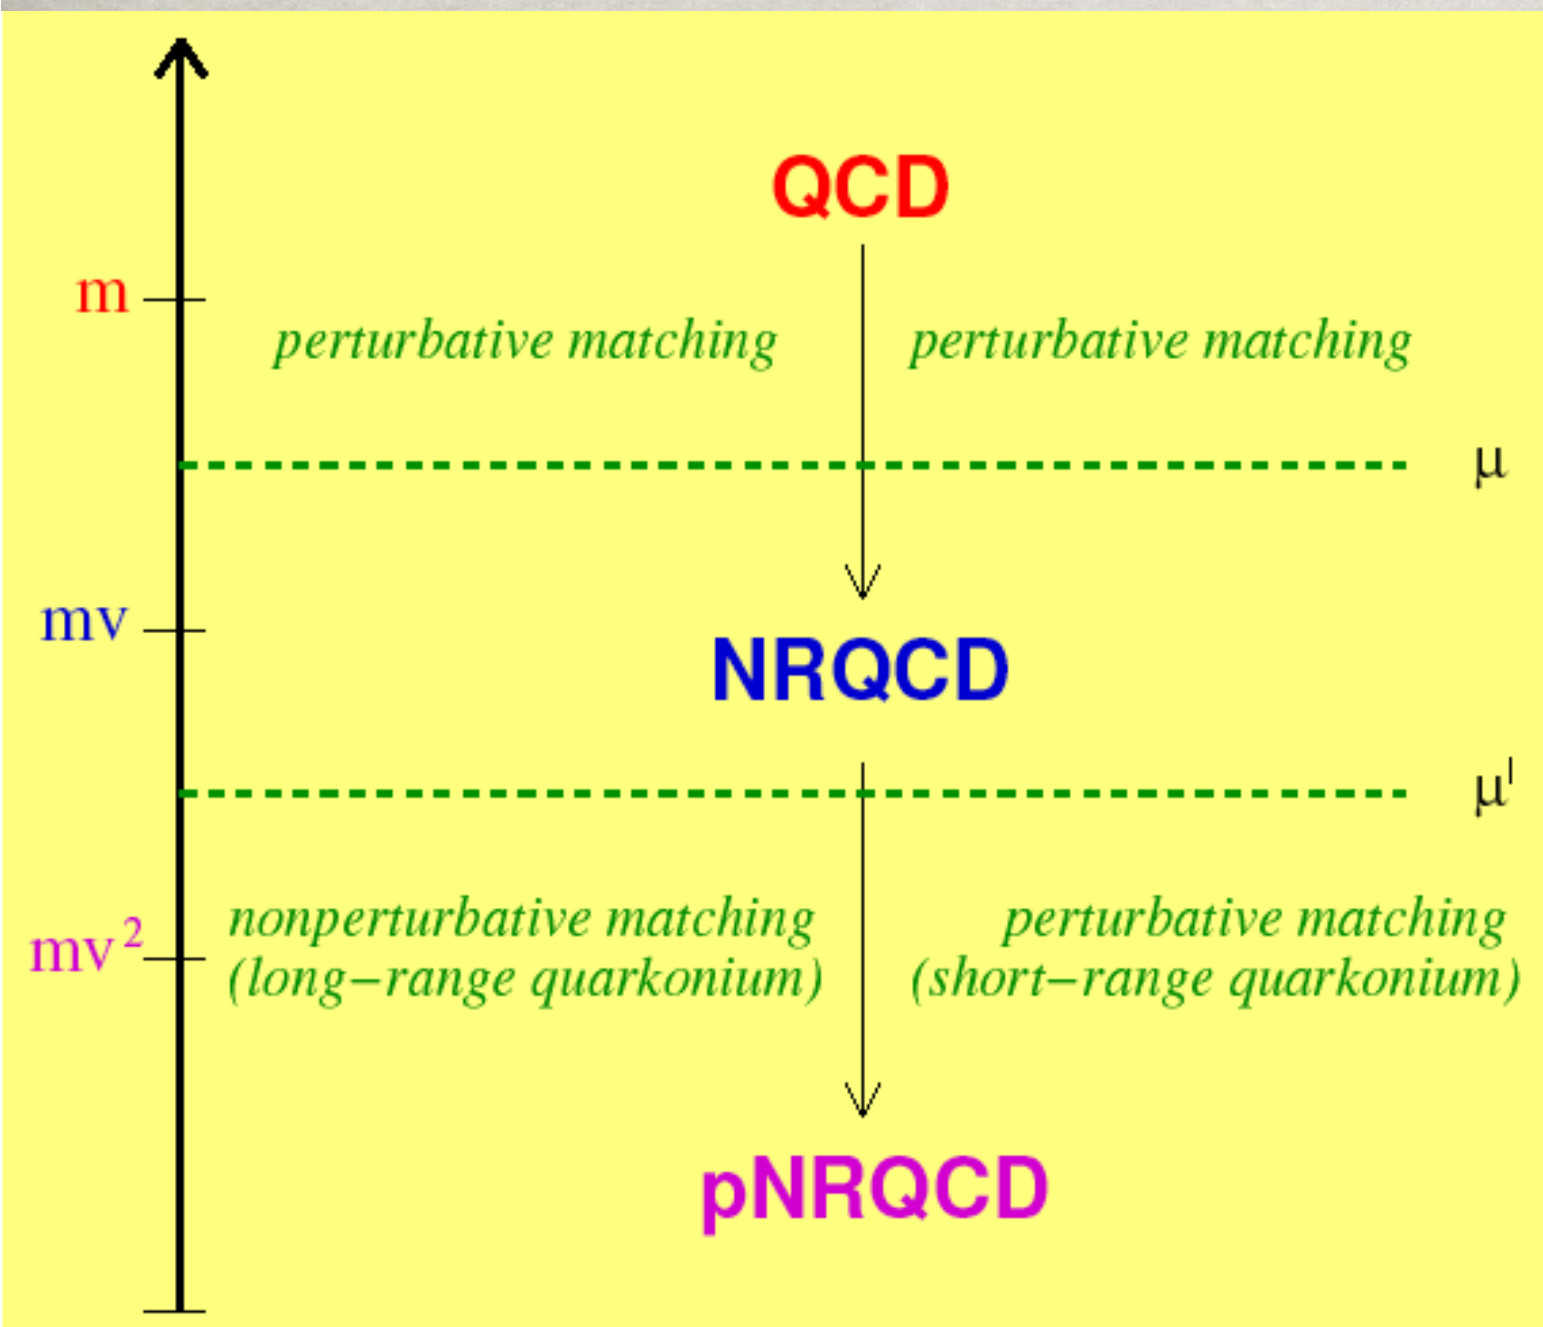 QCD
m
perturbative matching perturbative matching
μ
mv
NRQCD
μ'
nonperturbative matching perturbative matching
mv²
(long–range quarkonium) (short–range quarkonium)
pNRQCD